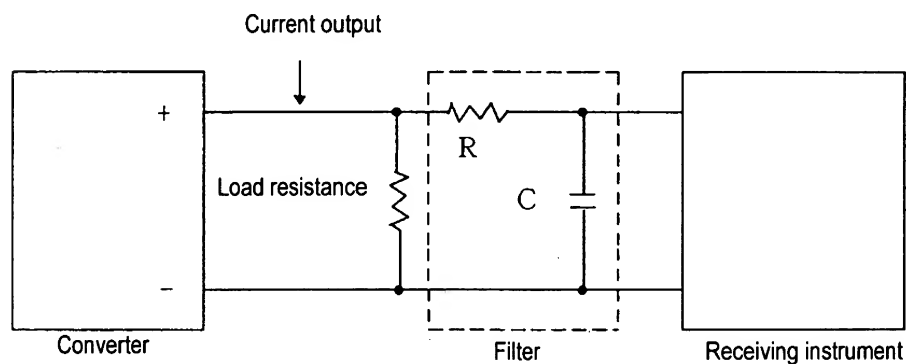 Current output
+
R
Load resistance
C
−
Converter
Filter
Receiving instrument